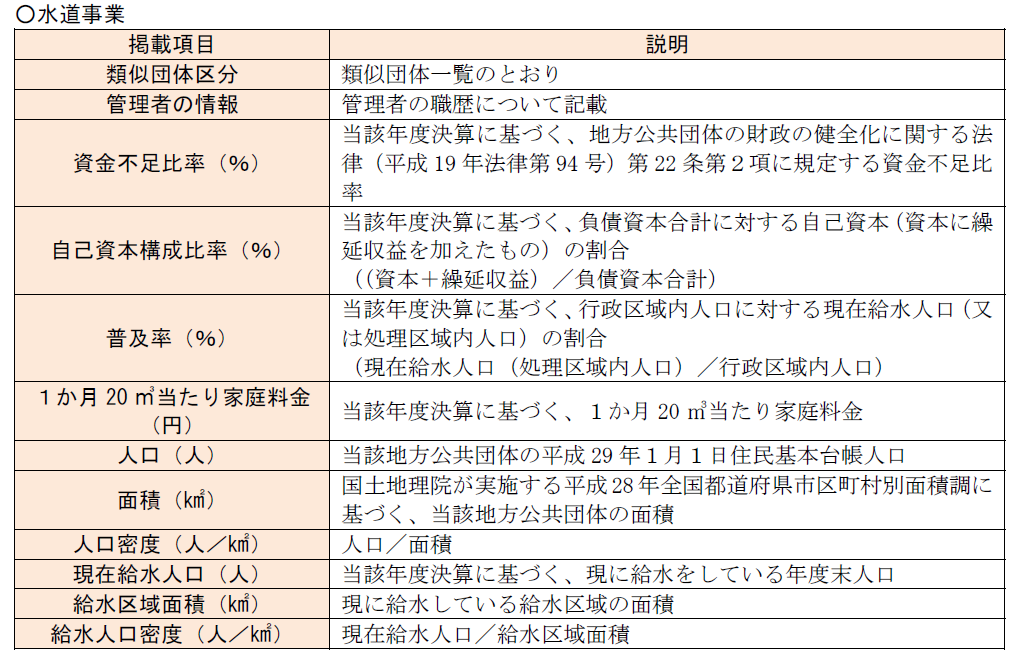 〇水道事業
掲載項目
説明
類似団体区分
類似団体一覧のとおり
管理者の情報
管理者の職歴について記載
資金不足比率（％）
当該年度決算に基づく、地方公共団体の財政の健全化に関する法
律（平成 19 年法律第 94 号）第 22 条第２項に規定する資金不足比
率
自己資本構成比率（％）
当該年度決算に基づく、負債資本合計に対する自己資本（資本に繰
延収益を加えたもの）の割合
（(資本＋繰延収益）／負債資本合計）
普及率（％）
当該年度決算に基づく、行政区域内人口に対する現在給水人口（又
は処理区域内人口）の割合
（現在給水人口（処理区域内人口）／行政区域内人口）
１か月 20 ㎥当たり家庭料金
（円）
当該年度決算に基づく、１か月 20 ㎥当たり家庭料金
人口（人）
当該地方公共団体の平成 29 年１月１日住民基本台帳人口
面積（㎢）
国土地理院が実施する平成 28 年全国都道府県市区町村別面積調に
基づく、当該地方公共団体の面積
人口密度（人／㎢）
人口／面積
現在給水人口（人）
当該年度決算に基づく、現に給水をしている年度末人口
給水区域面積（㎢）
現に給水している給水区域の面積
給水人口密度（人／㎢）
現在給水人口／給水区域面積